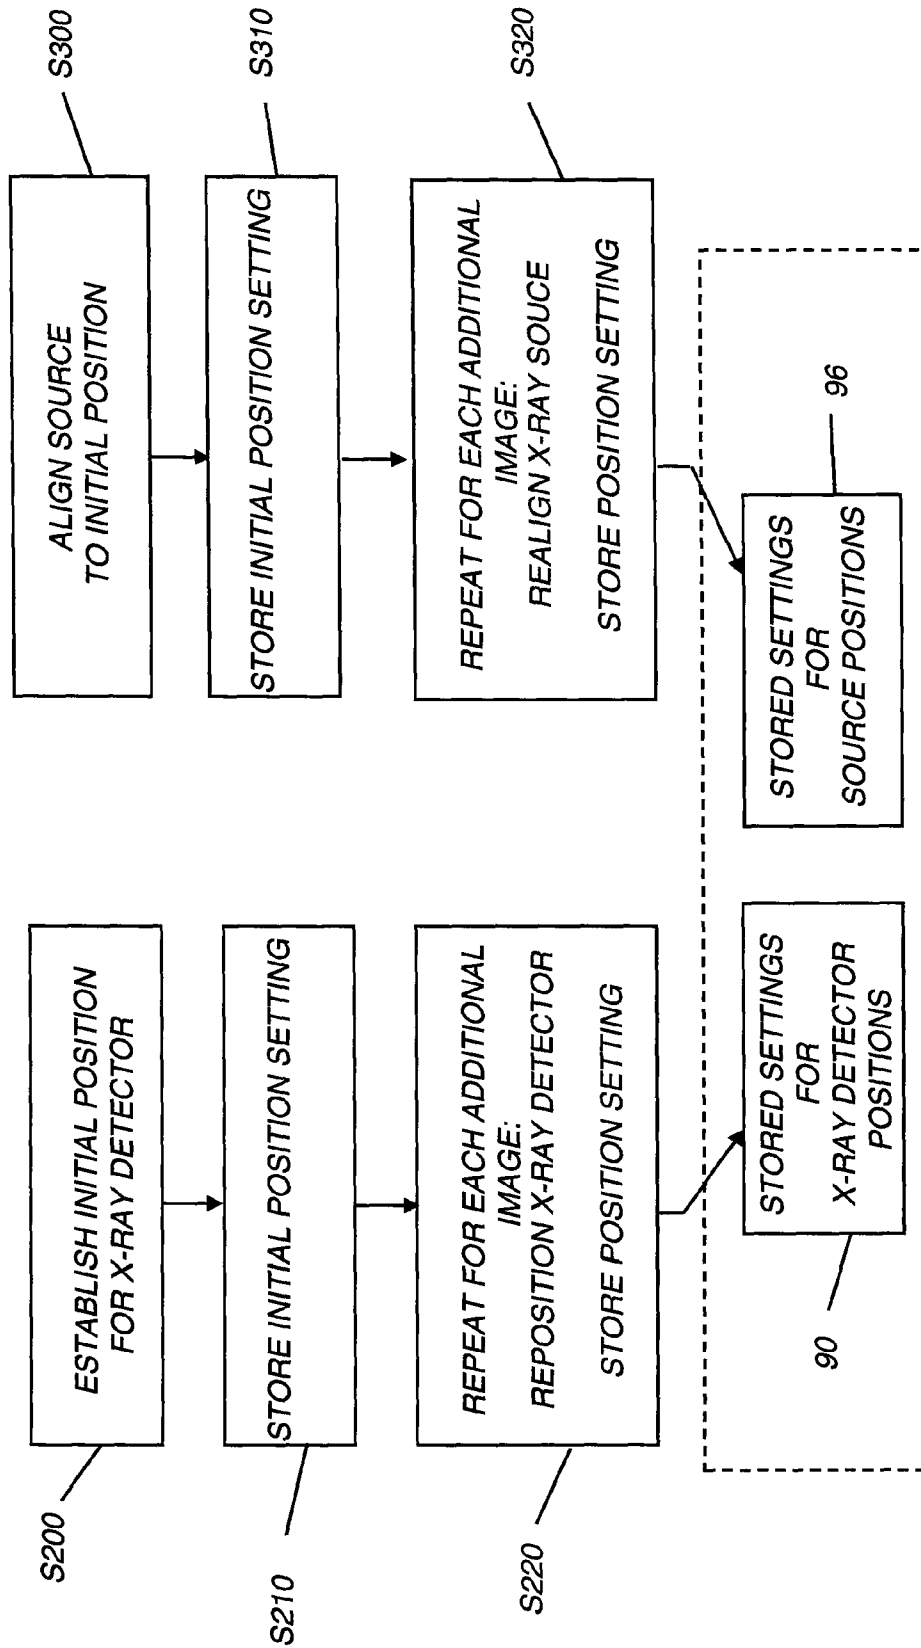 S200
ESTABLISH INITIAL POSITION
FOR X-RAY DETECTOR
S210
STORE INITIAL POSITION SETTING
S220
REPEAT FOR EACH ADDITIONAL
IMAGE:
REPOSITION X-RAY DETECTOR
STORE POSITION SETTING
90
STORED SETTINGS
FOR
X-RAY DETECTOR
POSITIONS
S300
ALIGN SOURCE
TO INITIAL POSITION
S310
STORE INITIAL POSITION SETTING
S320
REPEAT FOR EACH ADDITIONAL
IMAGE:
REALIGN X-RAY SOUCE
STORE POSITION SETTING
96
STORED SETTINGS
FOR
SOURCE POSITIONS